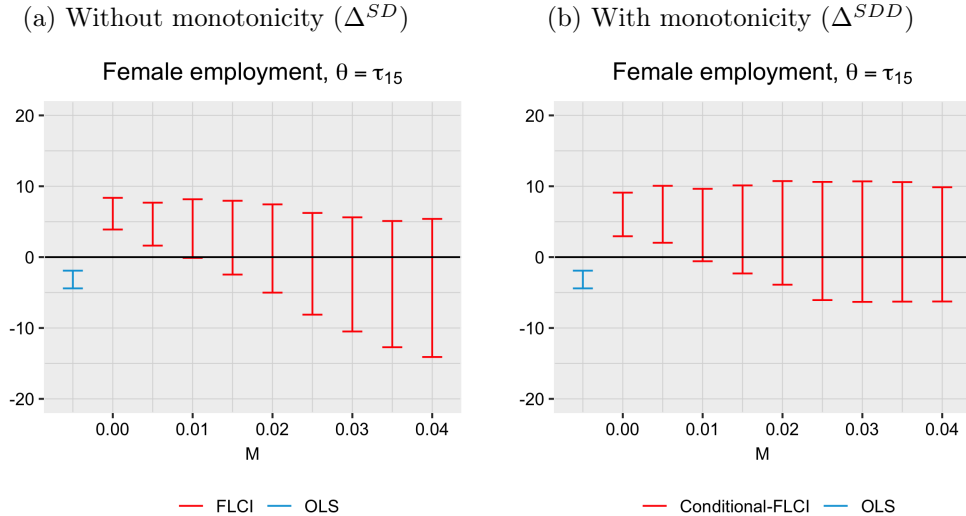 (a) Without monotonicity (Δ^{SD})
Female employment, θ = τ₁₅
20
10
0
-10
-20
0.00 0.01 0.02 0.03 0.04
M
FLCI OLS
(b) With monotonicity (Δ^{SDD})
Female employment, θ = τ₁₅
20
10
0
-10
-20
0.00 0.01 0.02 0.03 0.04
M
Conditional-FLCI OLS